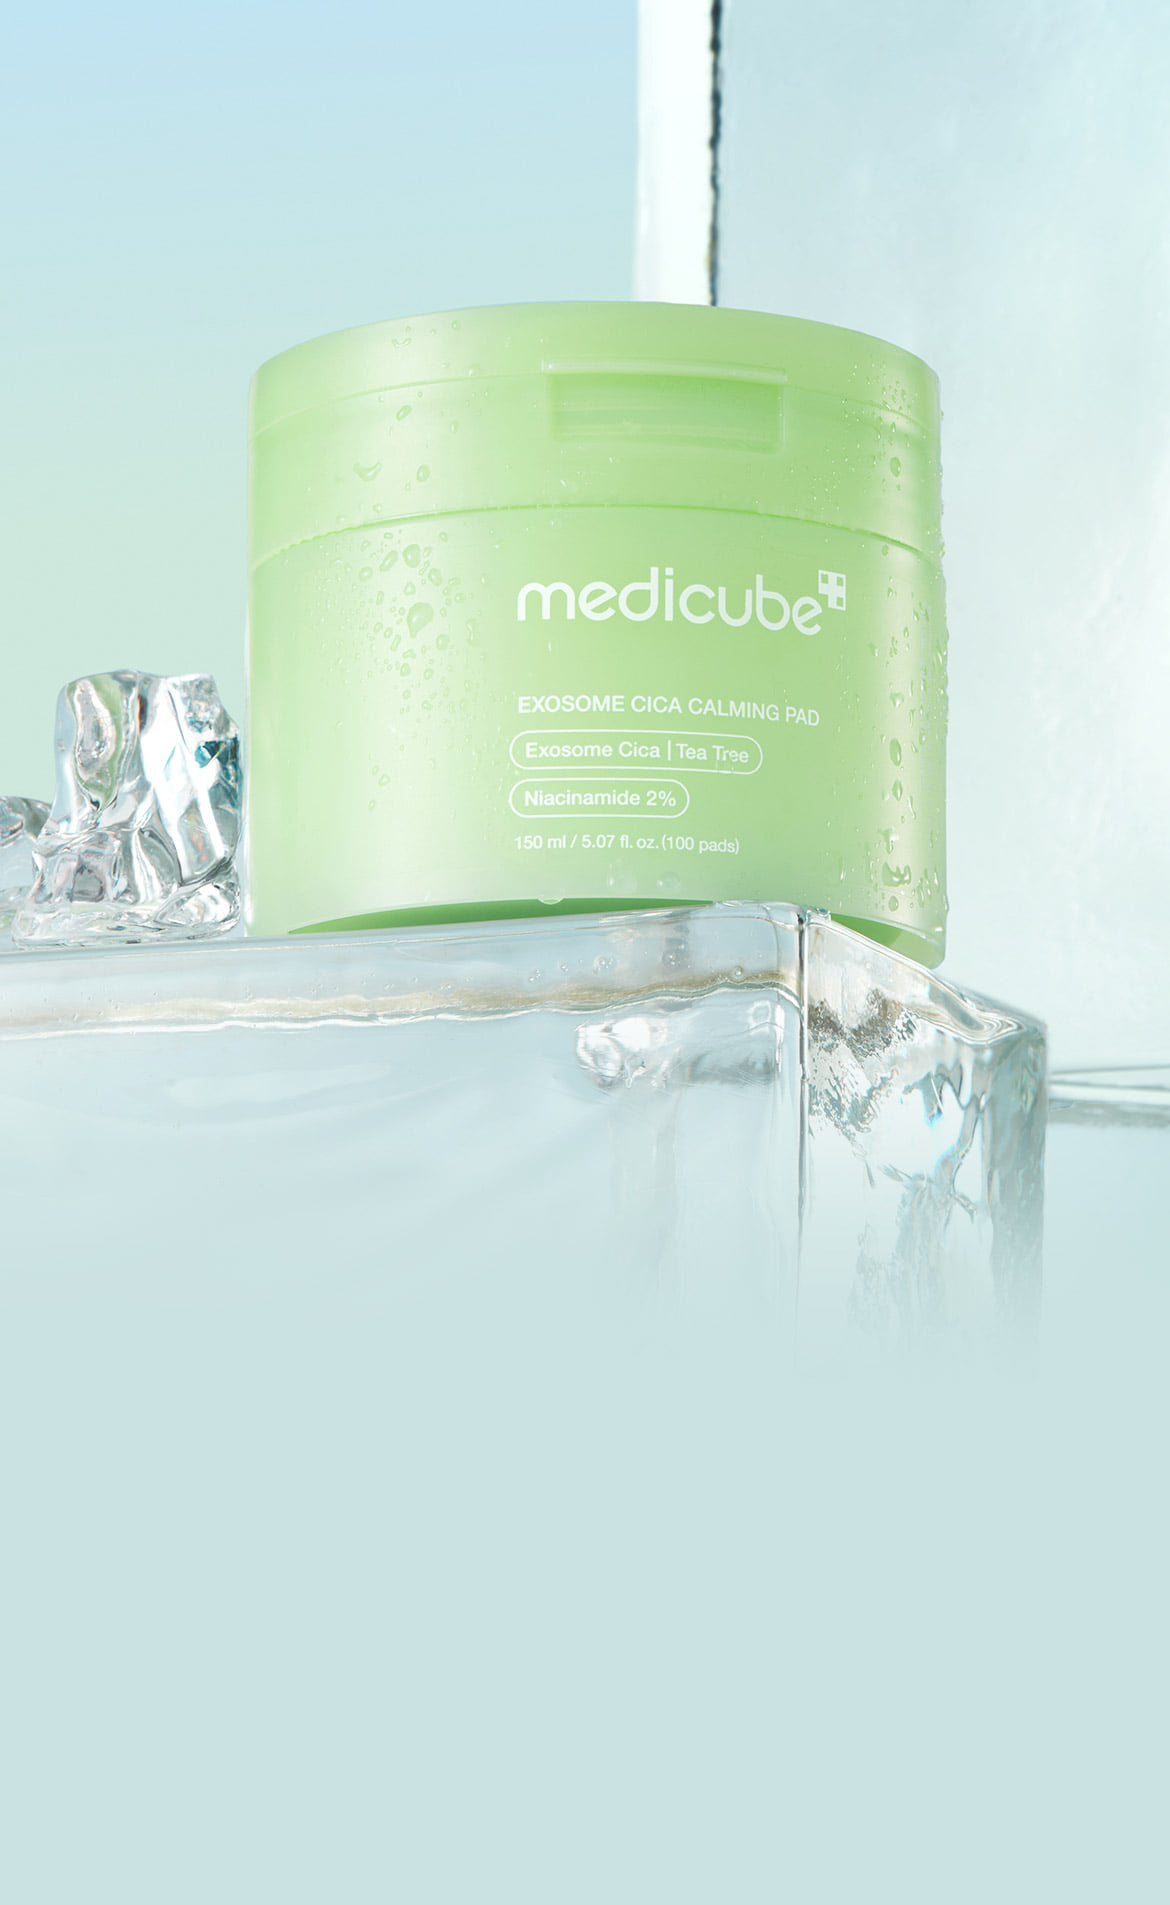 medicube
EXOSOME CICA CALMING PAD
Exosome Cica | Tea Tree
Niacinamide 2%
150 ml / 5.07 fl. oz. (100 pads)